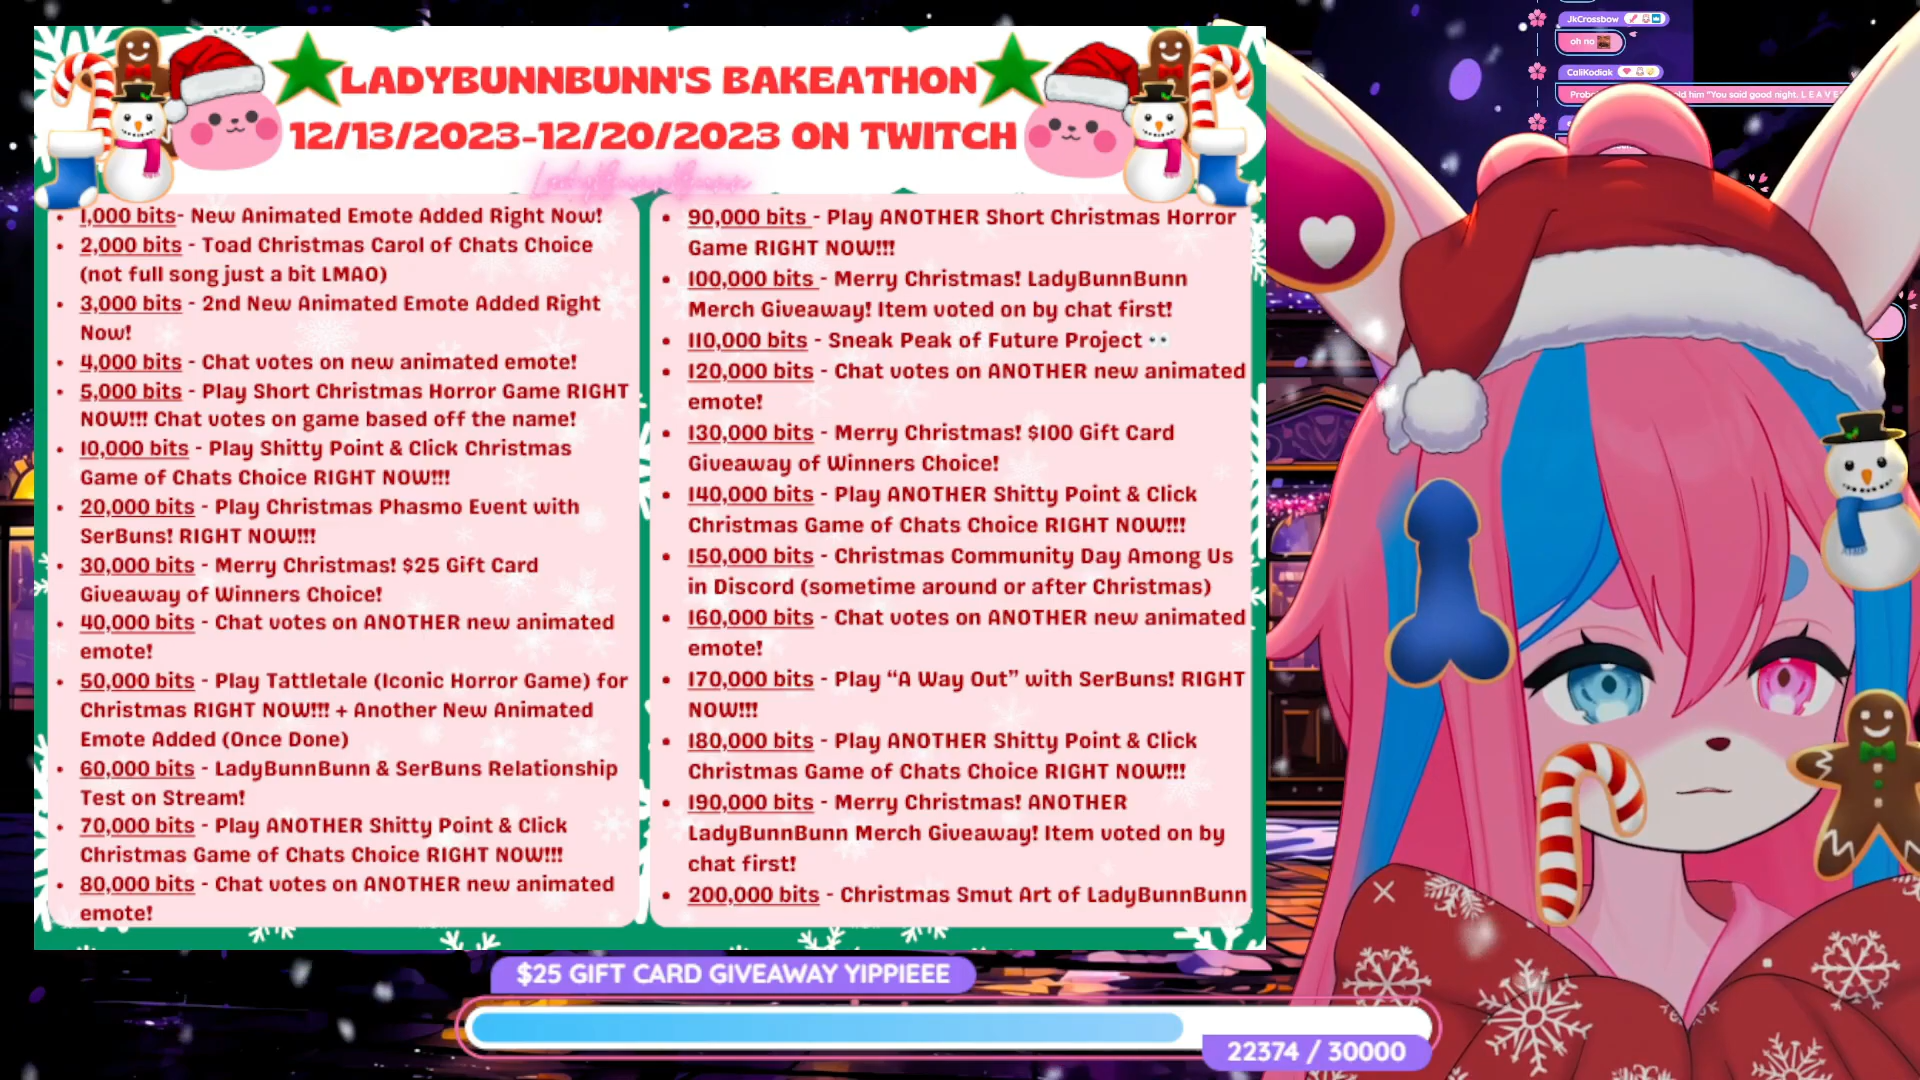 LADYBUNNBUNN'S BAKEATHON
12/13/2023-12/20/2023 ON TWITCH
LadyBunnBunn
• 1,000 bits- New Animated Emote Added Right Now!
• 2,000 bits - Toad Christmas Carol of Chats Choice
(not full song just a bit LMAO)
• 3,000 bits - 2nd New Animated Emote Added Right
Now!
• 4,000 bits - Chat votes on new animated emote!
• 5,000 bits - Play Short Christmas Horror Game RIGHT
NOW!!! Chat votes on game based off the name!
• 10,000 bits - Play Shitty Point & Click Christmas
Game of Chats Choice RIGHT NOW!!!
• 20,000 bits - Play Christmas Phasmo Event with
SerBuns! RIGHT NOW!!!
• 30,000 bits - Merry Christmas! $25 Gift Card
Giveaway of Winners Choice!
• 40,000 bits - Chat votes on ANOTHER new animated
emote!
• 50,000 bits - Play Tattletale (Iconic Horror Game) for
Christmas RIGHT NOW!!! + Another New Animated
Emote Added (Once Done)
• 60,000 bits - LadyBunnBunn & SerBuns Relationship
Test on Stream!
• 70,000 bits - Play ANOTHER Shitty Point & Click
Christmas Game of Chats Choice RIGHT NOW!!!
• 80,000 bits - Chat votes on ANOTHER new animated
emote!
• 90,000 bits - Play ANOTHER Short Christmas Horror
Game RIGHT NOW!!!
• 100,000 bits - Merry Christmas! LadyBunnBunn
Merch Giveaway! Item voted on by chat first!
• 110,000 bits - Sneak Peak of Future Project 👀
• 120,000 bits - Chat votes on ANOTHER new animated
emote!
• 130,000 bits - Merry Christmas! $100 Gift Card
Giveaway of Winners Choice!
• 140,000 bits - Play ANOTHER Shitty Point & Click
Christmas Game of Chats Choice RIGHT NOW!!!
• 150,000 bits - Christmas Community Day Among Us
in Discord (sometime around or after Christmas)
• 160,000 bits - Chat votes on ANOTHER new animated
emote!
• 170,000 bits - Play “A Way Out” with SerBuns! RIGHT
NOW!!!
• 180,000 bits - Play ANOTHER Shitty Point & Click
Christmas Game of Chats Choice RIGHT NOW!!!
• 190,000 bits - Merry Christmas! ANOTHER
LadyBunnBunn Merch Giveaway! Item voted on by
chat first!
• 200,000 bits - Christmas Smut Art of LadyBunnBunn
JkCrossbow
oh no
CaliKodiak
him "You said good night. L E A V E
$25 GIFT CARD GIVEAWAY YIPPIEEE
22374 / 30000